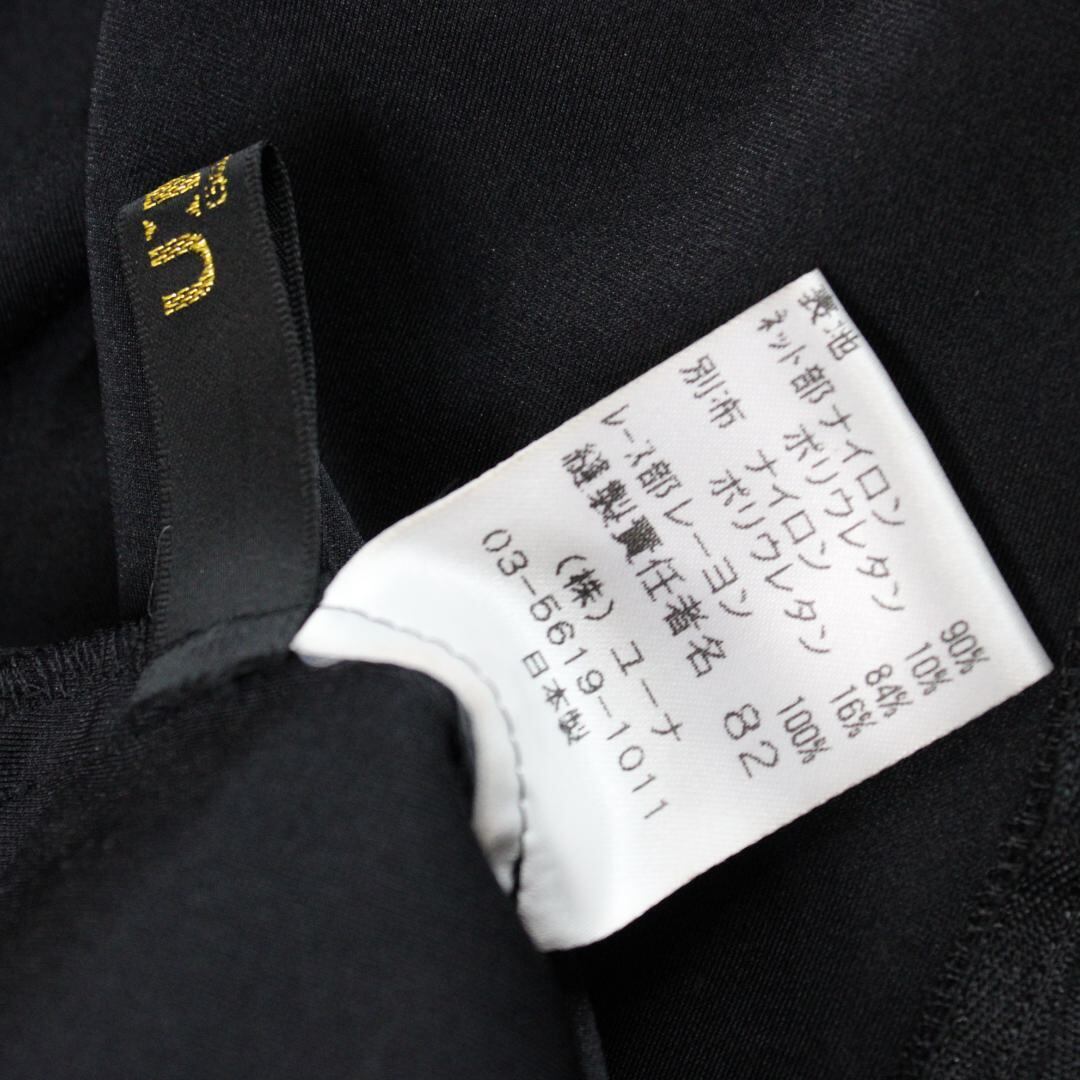 表地
ネット部ナイロン 90%
ポリウレタン 10%
別布 ナイロン 84%
ポリウレタン 16%
レース部レーヨン 100%
縫製責任者名 82
(株) ユーナ
03-5619-1011
日本製